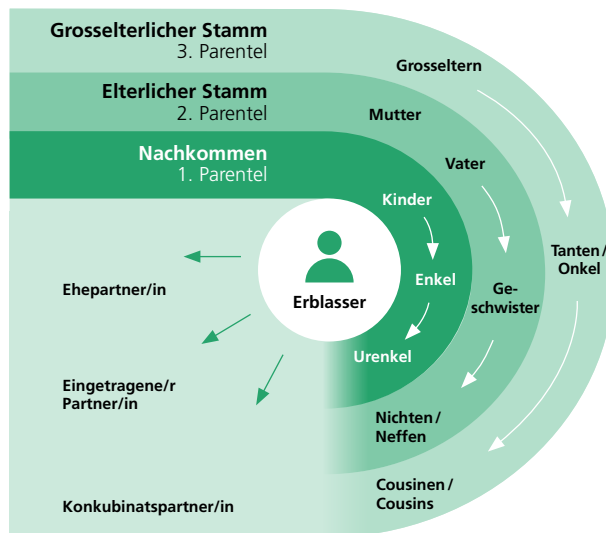 Grosselterlicher Stamm
3. Parentel
Grosseltern
Elterlicher Stamm
2. Parentel
Mutter
Nachkommen
1. Parentel
Vater
Kinder
Tanten /
Onkel
Enkel
Ge-
schwister
Ehepartner/in
Erblasser
Urenkel
Eingetragene/r
Partner/in
Nichten /
Neffen
Cousinen /
Cousins
Konkubinatspartner/in